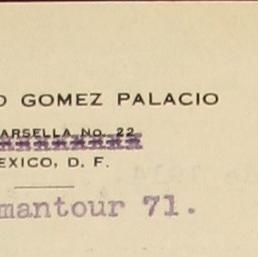 O GOMEZ PALACIO
ARSELLA No. 22
EXICO, D. F.
mantour 71.